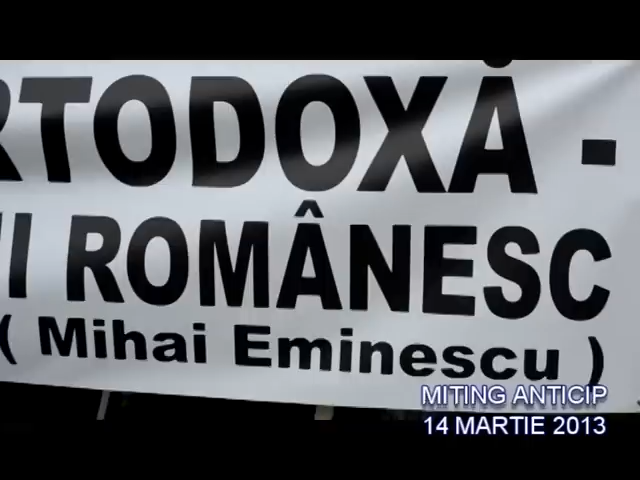 RTODOXĂ -
I ROMÂNESC
( Mihai Eminescu )
MITING ANTICIP
14 MARTIE 2013